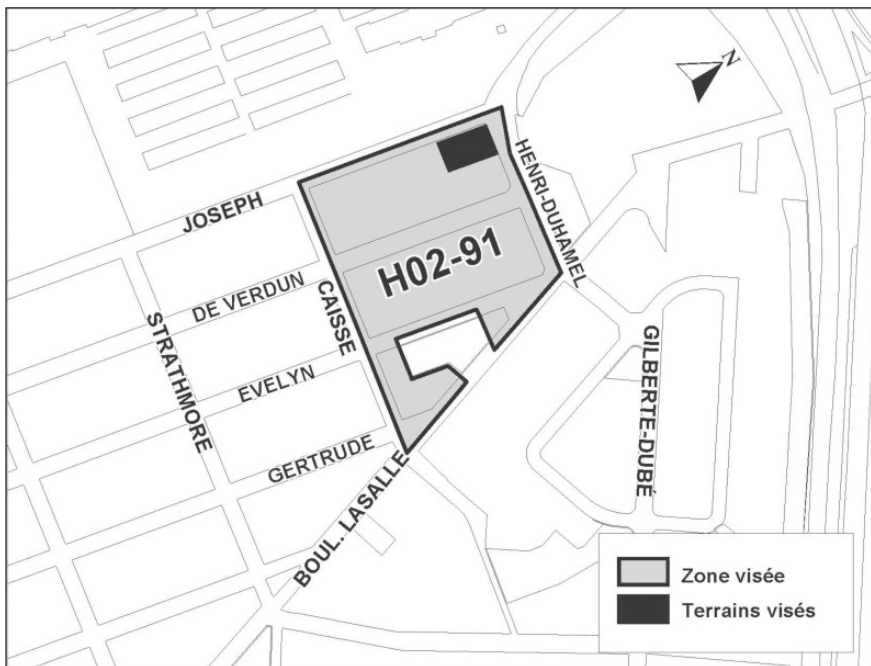 N
JOSEPH
HENRI-DUHAMEL
H02-91
DE VERDUN
CAISSE
STRATHMORE
EVELYN
GILBERTE-DUBÉ
GERTRUDE
BOUL. LASALLE
Zone visée
Terrains visés